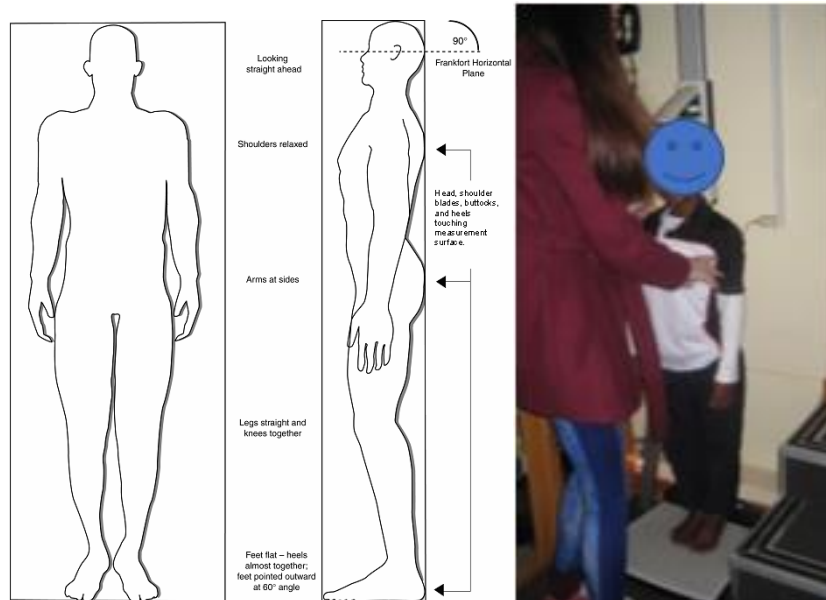 Looking
straight ahead
90°
Frankfort Horizontal
Plane
Shoulders relaxed
Head, shoulder
blades, buttocks,
and heels
touching
measurement
surface.
Arms at sides
Legs straight and
knees together
Feet flat – heels
almost together;
feet pointed outward
at 60° angle